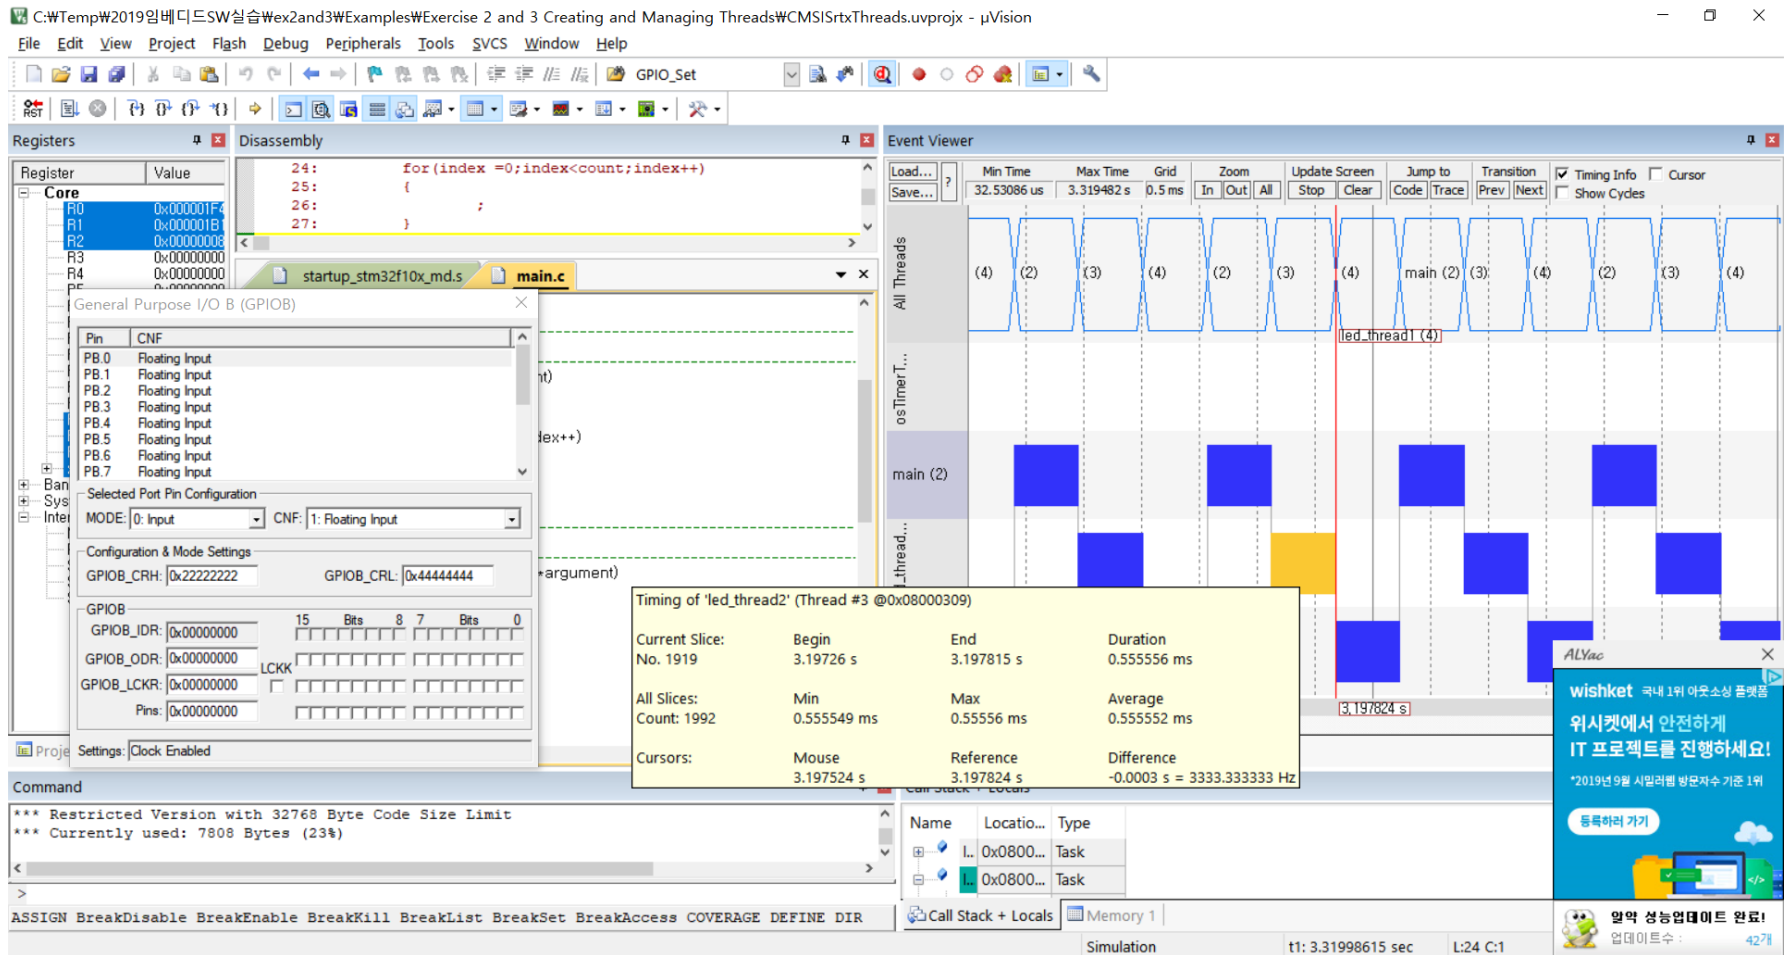 C:₩Temp₩2019임베디드SW실습₩ex2and3₩Examples₩Exercise 2 and 3 Creating and Managing Threads₩CMSISrtxThreads.uvprojx - µVision
File Edit View Project Flash Debug Peripherals Tools SVCS Window Help
GPIO_Set
RST
Registers
Register Value
Core
R0 0x000001F4
R1 0x000001B1
R2 0x00000008
R3 0x00000000
R4 0x00000000
Ban
Sys
Inter
Proje
Disassembly
24: for(index =0;index<count;index++)
25: {
26: ;
27: }
startup_stm32f10x_md.s main.c
nt)
dex++)
*argument)
General Purpose I/O B (GPIOB)
Pin CNF
PB.0 Floating Input
PB.1 Floating Input
PB.2 Floating Input
PB.3 Floating Input
PB.4 Floating Input
PB.5 Floating Input
PB.6 Floating Input
PB.7 Floating Input
Selected Port Pin Configuration
MODE: 0: Input CNF: 1: Floating Input
Configuration & Mode Settings
GPIOB_CRH: 0x22222222 GPIOB_CRL: 0x44444444
GPIOB
15 Bits 8 7 Bits 0
GPIOB_IDR: 0x00000000
GPIOB_ODR: 0x00000000
LCKK
GPIOB_LCKR: 0x00000000
Pins: 0x00000000
Settings: Clock Enabled
Event Viewer
Load... Save... ?
Min Time Max Time Grid Zoom Update Screen Jump to Transition
32.53086 us 3.319482 s 0.5 ms In Out All Stop Clear Code Trace Prev Next
Timing Info Cursor
Show Cycles
All Threads
(4) (2) (3) (4) (2) (3) (4) main (2) (3) (4) (2) (3) (4)
led_thread1 (4)
osTimerT...
main (2)
_thread...
3,197824 s
Timing of 'led_thread2' (Thread #3 @0x08000309)
Current Slice: Begin End Duration
No. 1919 3.19726 s 3.197815 s 0.555556 ms
All Slices: Min Max Average
Count: 1992 0.555549 ms 0.55556 ms 0.555552 ms
Cursors: Mouse Reference Difference
3.197524 s 3.197824 s -0.0003 s = 3333.333333 Hz
Command
*** Restricted Version with 32768 Byte Code Size Limit
*** Currently used: 7808 Bytes (23%)
>
ASSIGN BreakDisable BreakEnable BreakKill BreakList BreakSet BreakAccess COVERAGE DEFINE DIR
Call Stack + Locals
Name Locatio... Type
l.. 0x0800... Task
l.. 0x0800... Task
Call Stack + Locals Memory 1
Simulation t1: 3.31998615 sec L:24 C:1
ALYac
wishket 국내 1위 아웃소싱 플랫폼
위시켓에서 안전하게
IT 프로젝트를 진행하세요!
*2019년 9월 시밀러웹 방문자수 기준 1위
등록하러 가기
알약 성능업데이트 완료!
업데이트수 : 42개